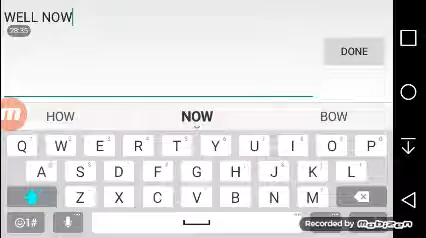 WELL NOW
28:35
DONE
HOW NOW BOW
Q W E R T Y U I O P
A S D F G H J K L
Z X C V B N M
1#
Recorded by Mobizen